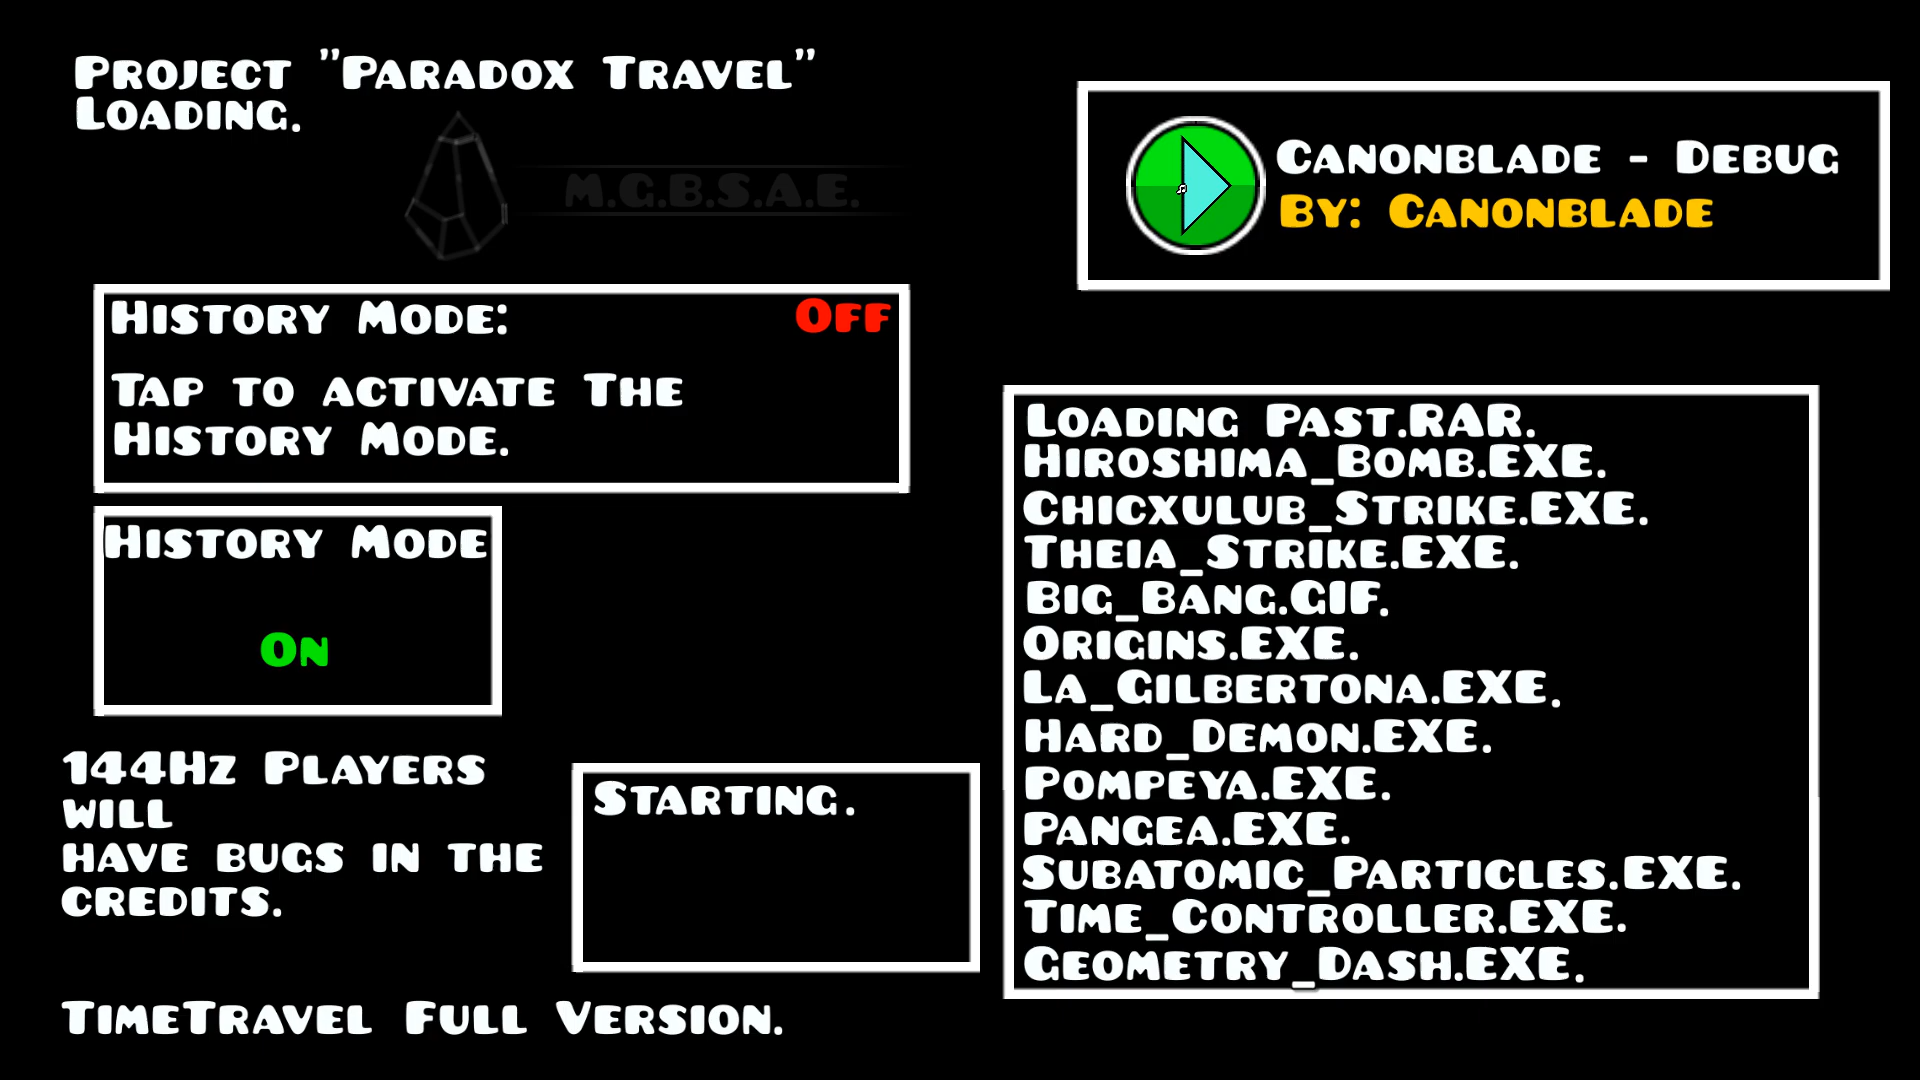 Project "Paradox Travel"
Loading.
M.G.B.S.A.E.
Canonblade - Debug
By: Canonblade
History Mode:
Off
Tap to activate The
History Mode.
History Mode
On
144Hz Players
will
have bugs in the
credits.
Starting.
TimeTravel Full Version.
Loading Past.RAR.
Hiroshima_Bomb.EXE.
Chicxulub_Strike.EXE.
Theia_Strike.EXE.
Big_Bang.GIF.
Origins.EXE.
La_Gilbertona.EXE.
Hard_Demon.EXE.
Pompeya.EXE.
Pangea.EXE.
Subatomic_Particles.EXE.
Time_Controller.EXE.
Geometry_Dash.EXE.